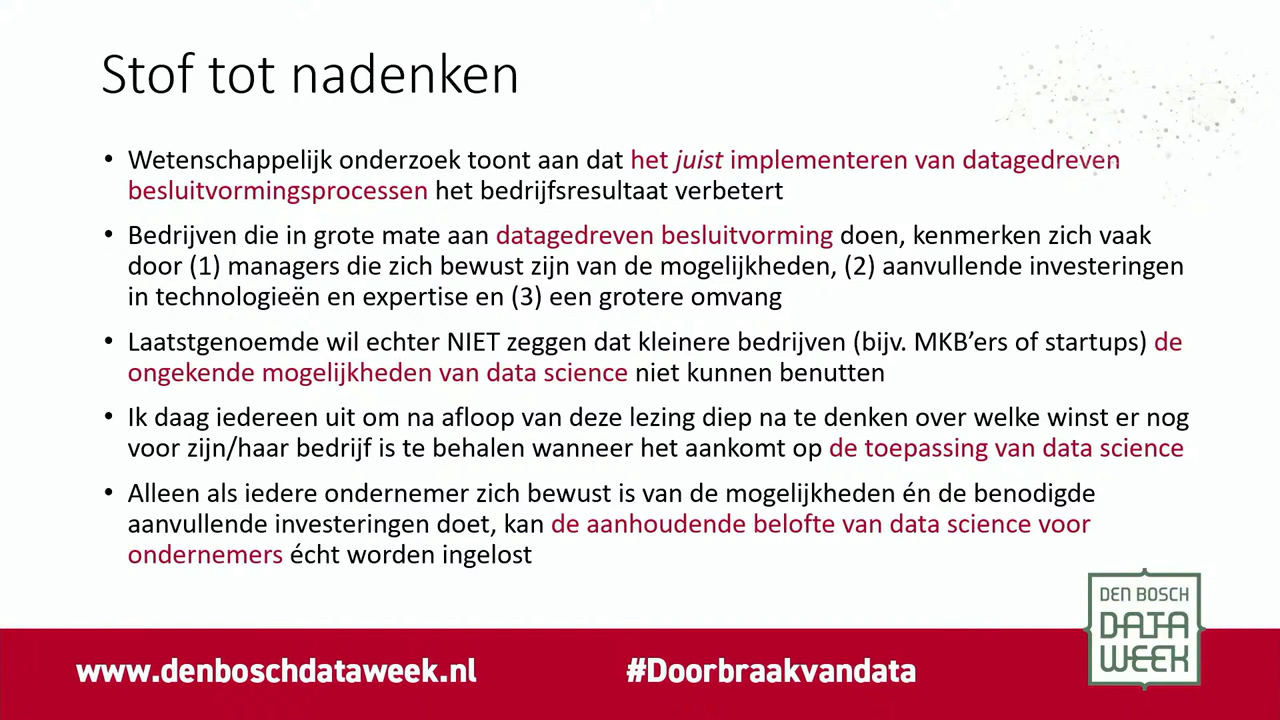 Stof tot nadenken
• Wetenschappelijk onderzoek toont aan dat het juist implementeren van datagedreven
besluitvormingsprocessen het bedrijfsresultaat verbetert
• Bedrijven die in grote mate aan datagedreven besluitvorming doen, kenmerken zich vaak
door (1) managers die zich bewust zijn van de mogelijkheden, (2) aanvullende investeringen
in technologieën en expertise en (3) een grotere omvang
• Laatstgenoemde wil echter NIET zeggen dat kleinere bedrijven (bijv. MKB’ers of startups) de
ongekende mogelijkheden van data science niet kunnen benutten
• Ik daag iedereen uit om na afloop van deze lezing diep na te denken over welke winst er nog
voor zijn/haar bedrijf is te behalen wanneer het aankomt op de toepassing van data science
• Alleen als iedere ondernemer zich bewust is van de mogelijkheden én de benodigde
aanvullende investeringen doet, kan de aanhoudende belofte van data science voor
ondernemers écht worden ingelost
DEN BOSCH
DATA
WEEK
www.denboschdataweek.nl #Doorbraakvandata